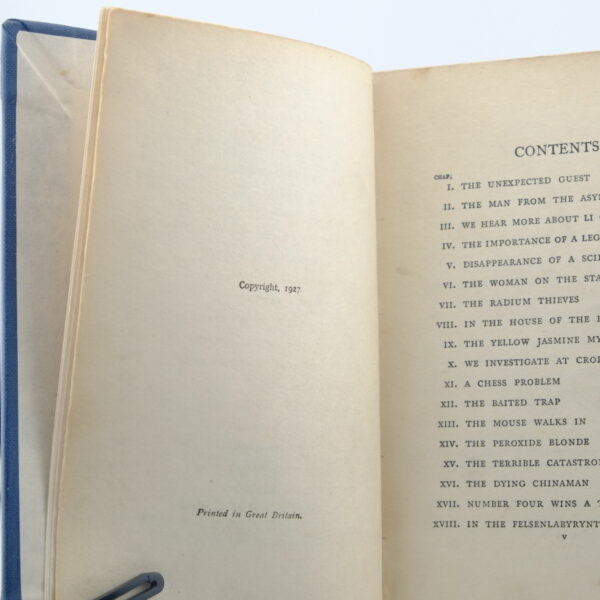 Copyright, 1927
Printed in Great Britain.
CONTENTS
CHAP.
I. THE UNEXPECTED GUEST
II. THE MAN FROM THE ASY
III. WE HEAR MORE ABOUT LI
IV. THE IMPORTANCE OF A LEG
V. DISAPPEARANCE OF A SCI
VI. THE WOMAN ON THE STA
VII. THE RADIUM THIEVES
VIII. IN THE HOUSE OF THE
IX. THE YELLOW JASMINE MY
X. WE INVESTIGATE AT CRO
XI. A CHESS PROBLEM
XII. THE BAITED TRAP
XIII. THE MOUSE WALKS IN
XIV. THE PEROXIDE BLONDE
XV. THE TERRIBLE CATASTRO
XVI. THE DYING CHINAMAN
XVII. NUMBER FOUR WINS A
XVIII. IN THE FELSENLABYRYNT
v